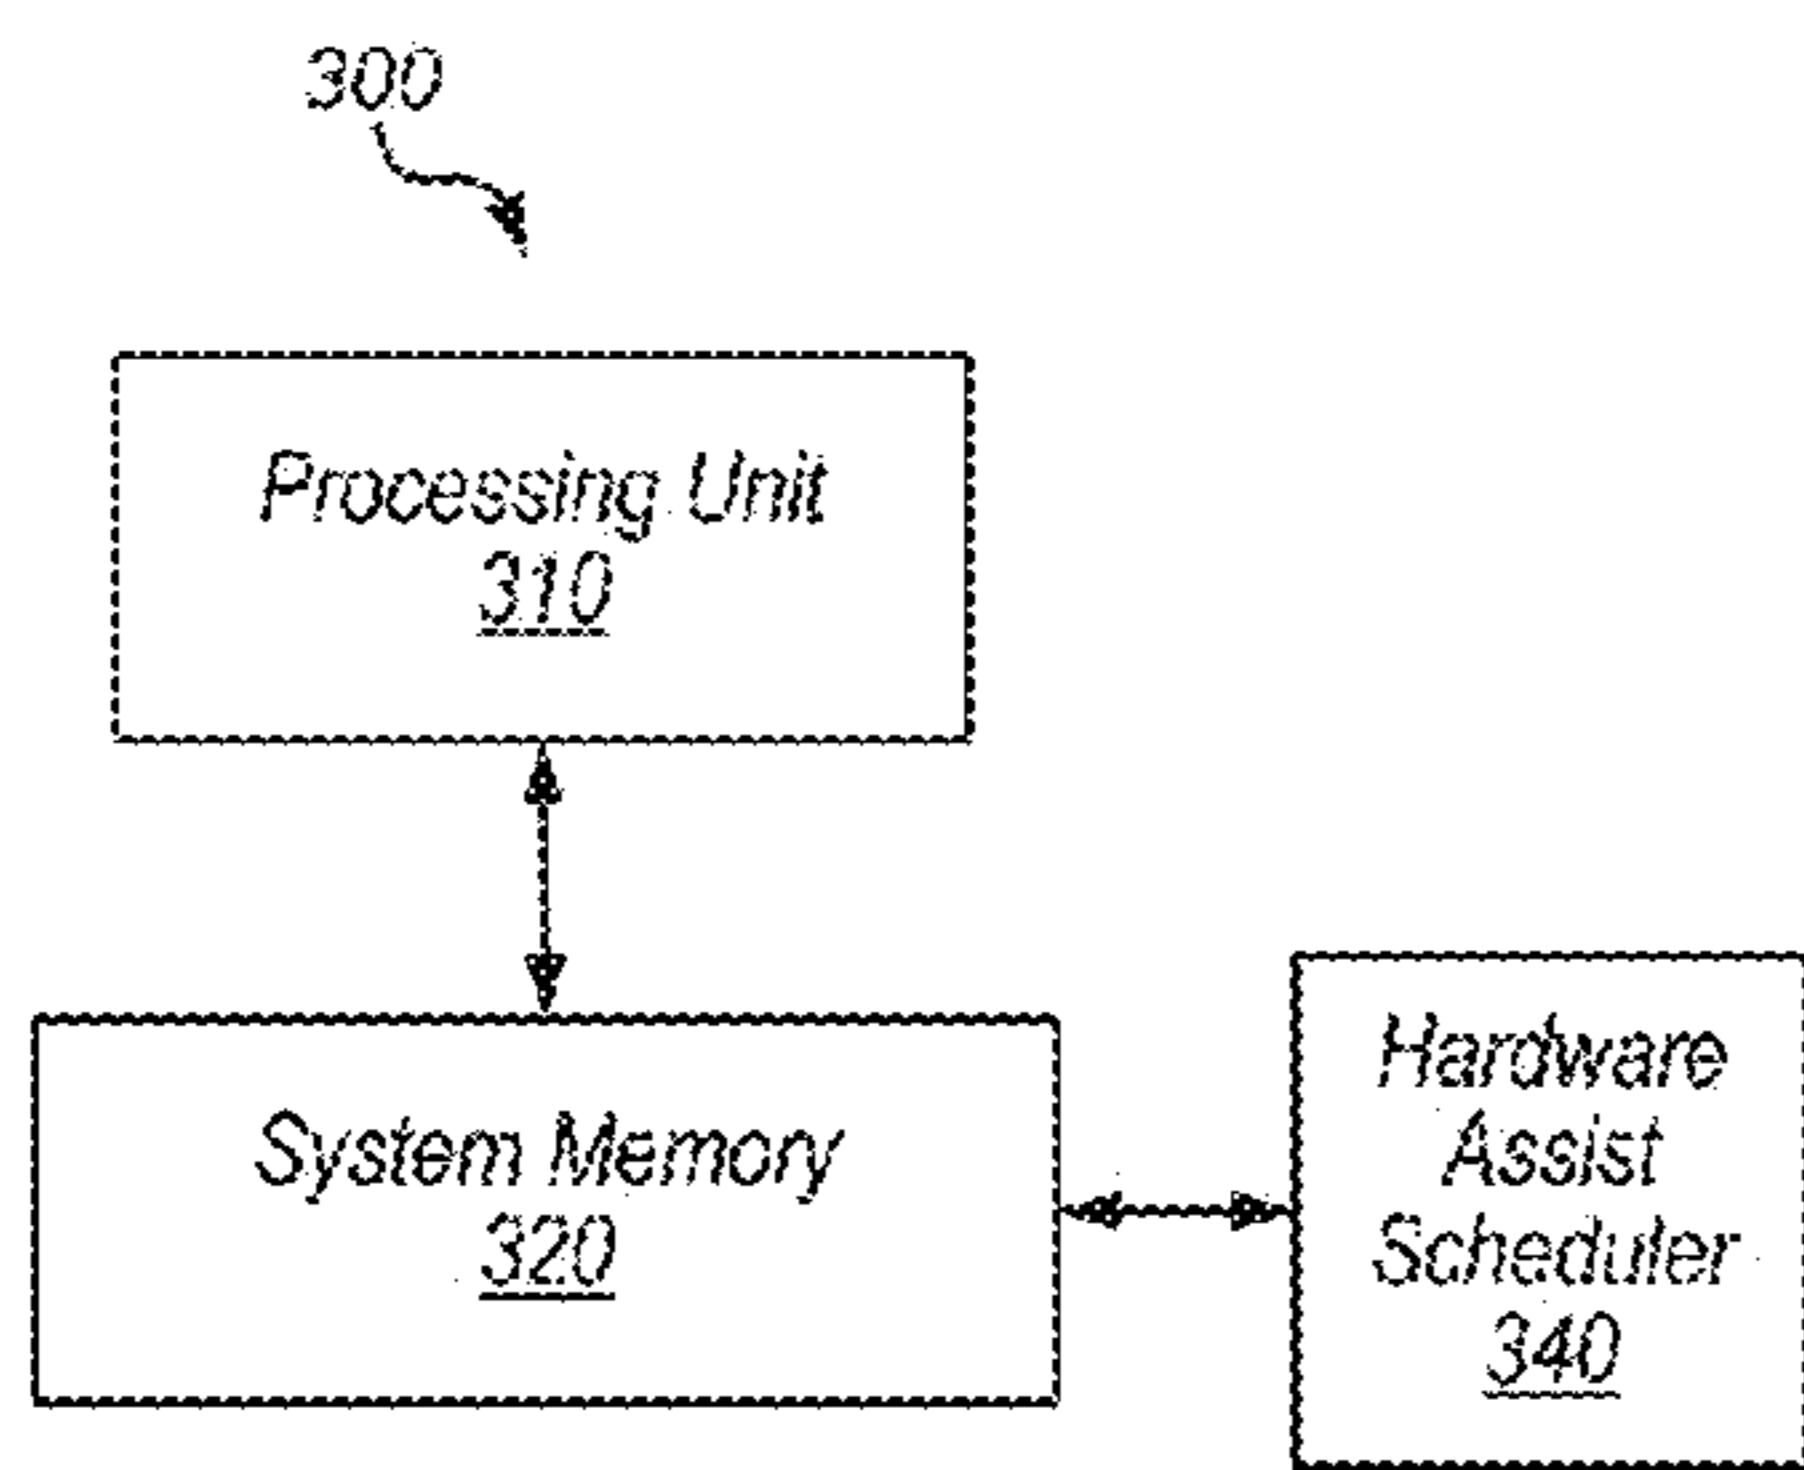 300
Processing Unit
310
System Memory
320
Hardware
Assist
Scheduler
340